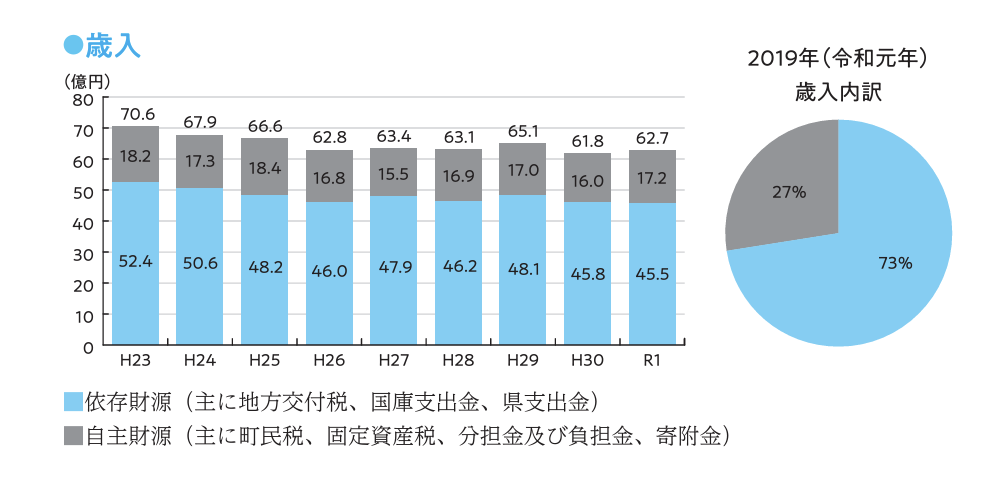 ●歳入
(億円)
80
70
60
50
40
30
20
10
0
70.6 67.9 66.6 62.8 63.4 63.1 65.1 61.8 62.7
18.2 17.3 18.4 16.8 15.5 16.9 17.0 16.0 17.2
52.4 50.6 48.2 46.0 47.9 46.2 48.1 45.8 45.5
H23 H24 H25 H26 H27 H28 H29 H30 R1
2019年(令和元年)
歳入内訳
27%
73%
依存財源（主に地方交付税、国庫支出金、県支出金）
自主財源（主に町民税、固定資産税、分担金及び負担金、寄附金）